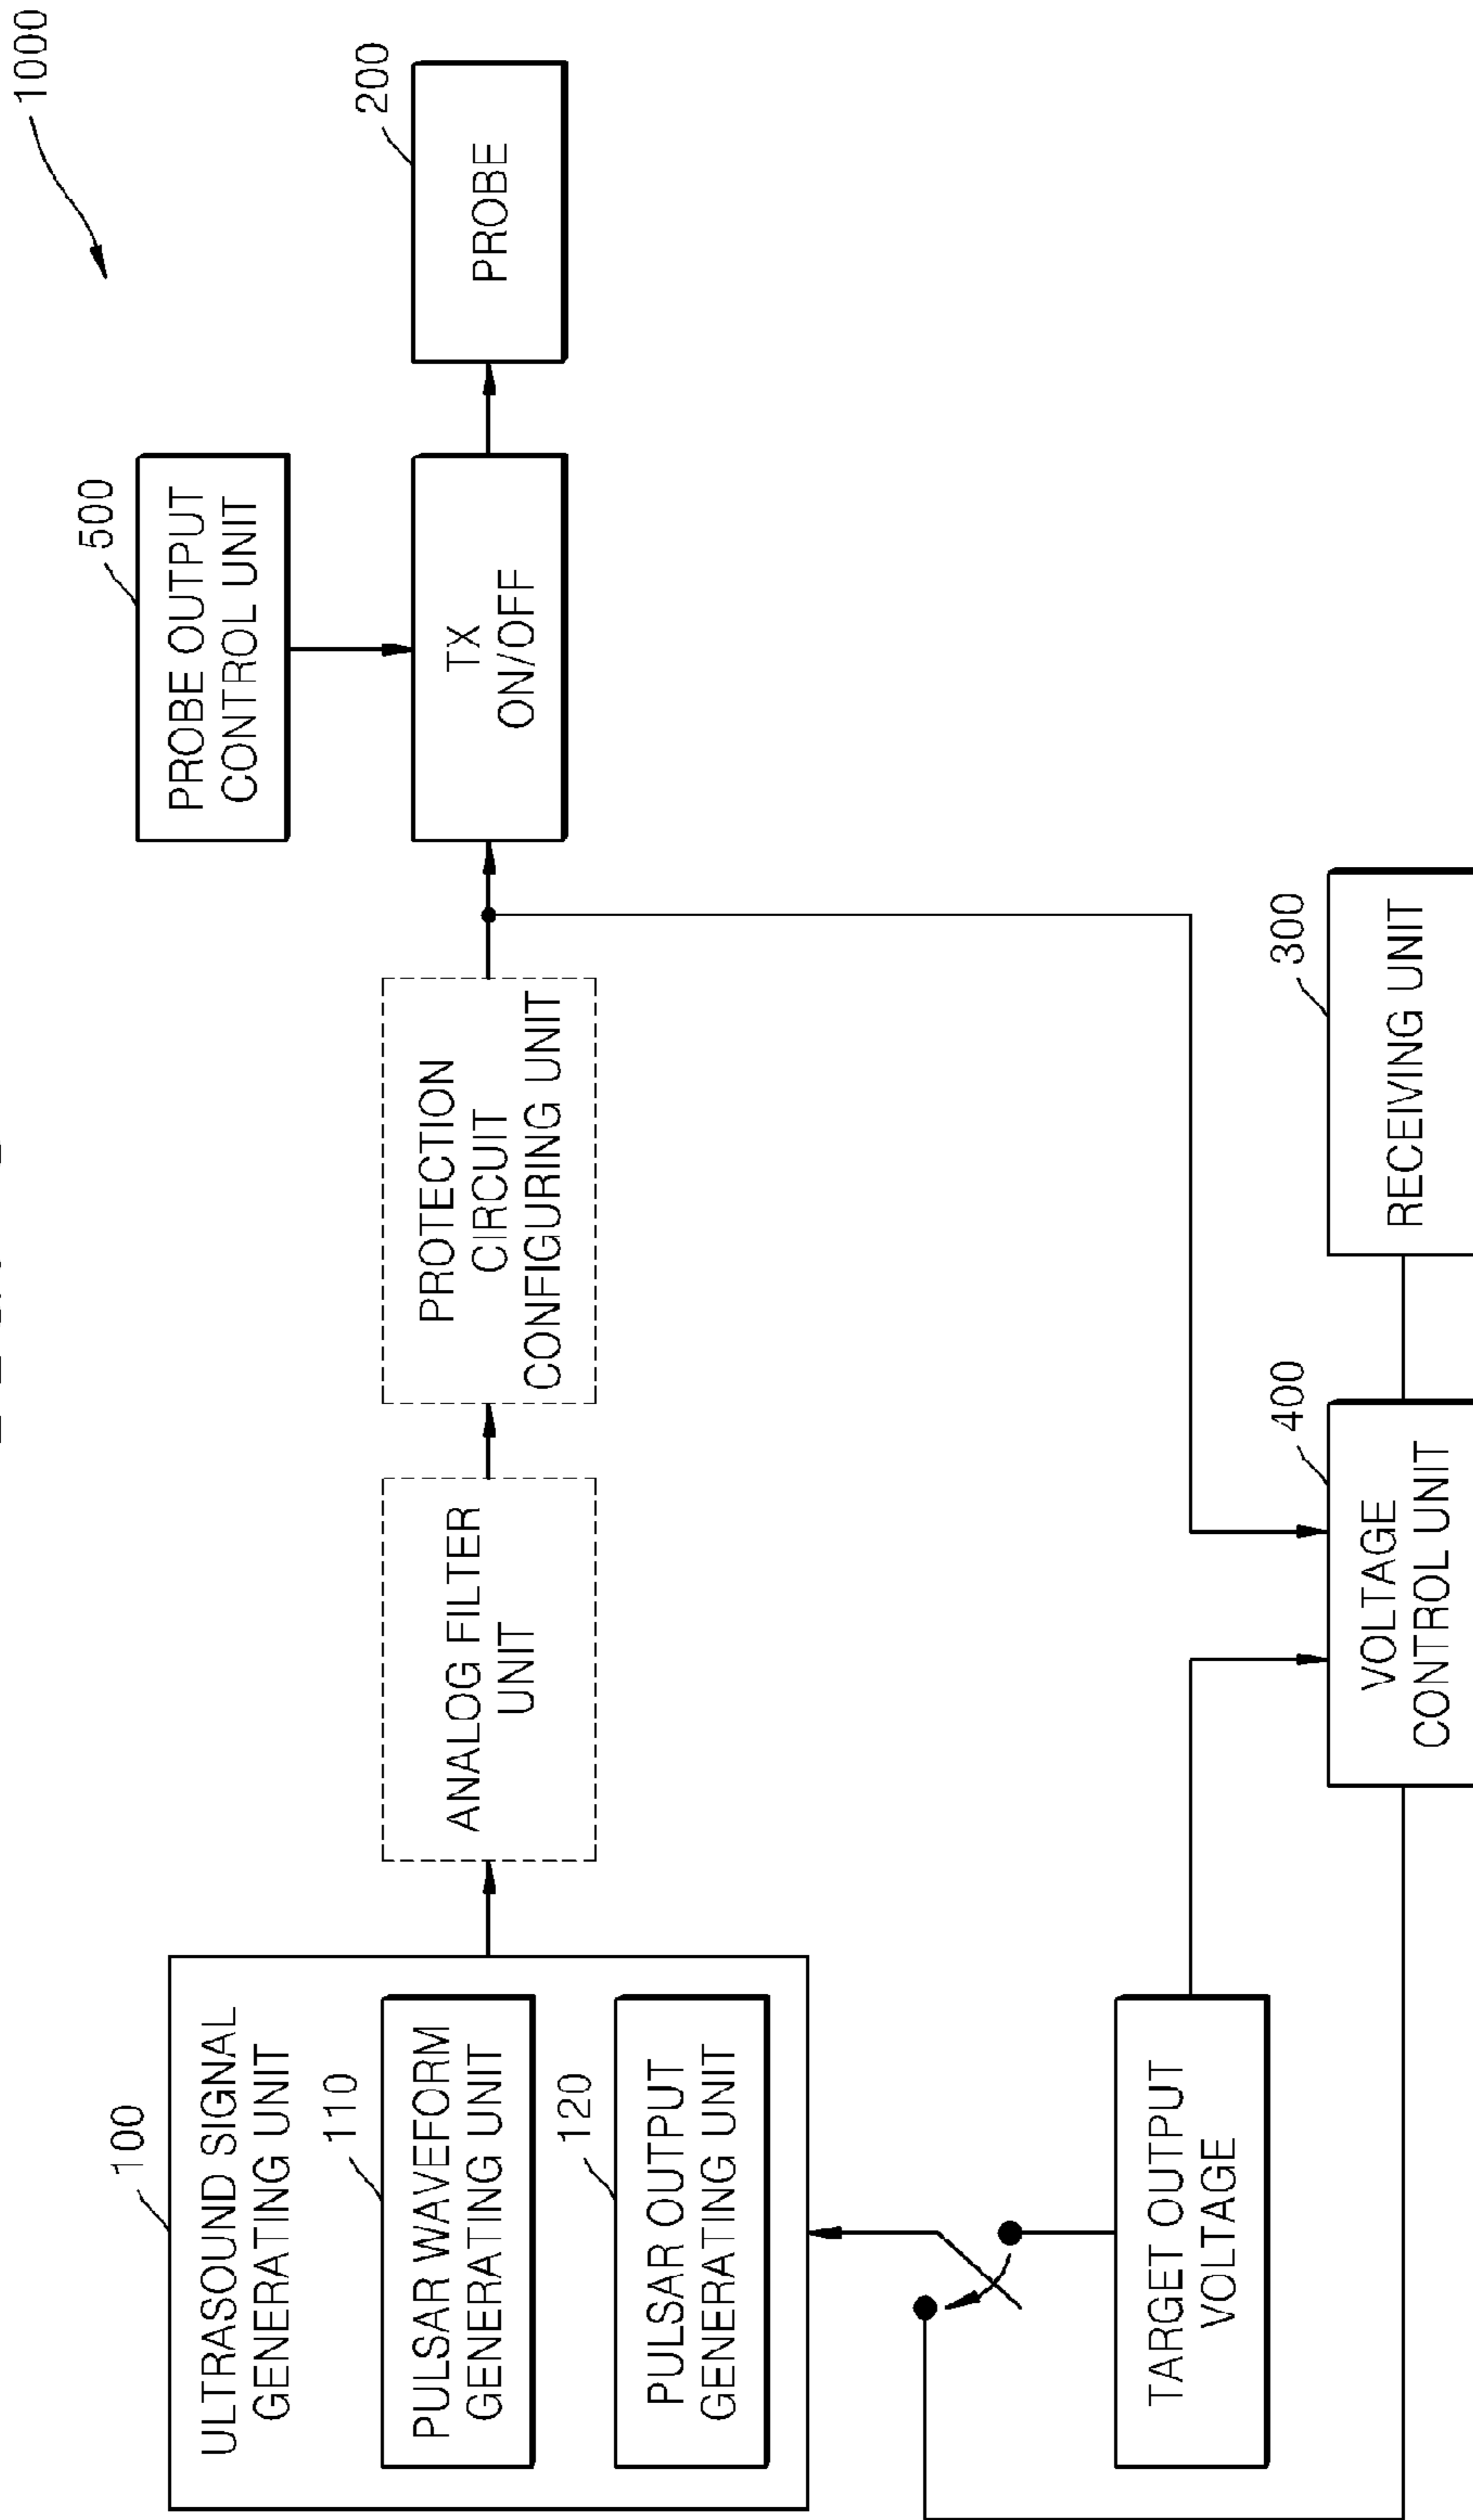 1000
100
ULTRASOUND SIGNAL
GENERATING UNIT
110
PULSAR WAVEFORM
GENERATING UNIT
120
PULSAR OUTPUT
GENERATING UNIT
ANALOG FILTER
UNIT
PROTECTION
CIRCUIT
CONFIGURING UNIT
500
PROBE OUTPUT
CONTROL UNIT
TX
ON/OFF
200
PROBE
TARGET OUTPUT
VOLTAGE
400
VOLTAGE
CONTROL UNIT
300
RECEIVING UNIT